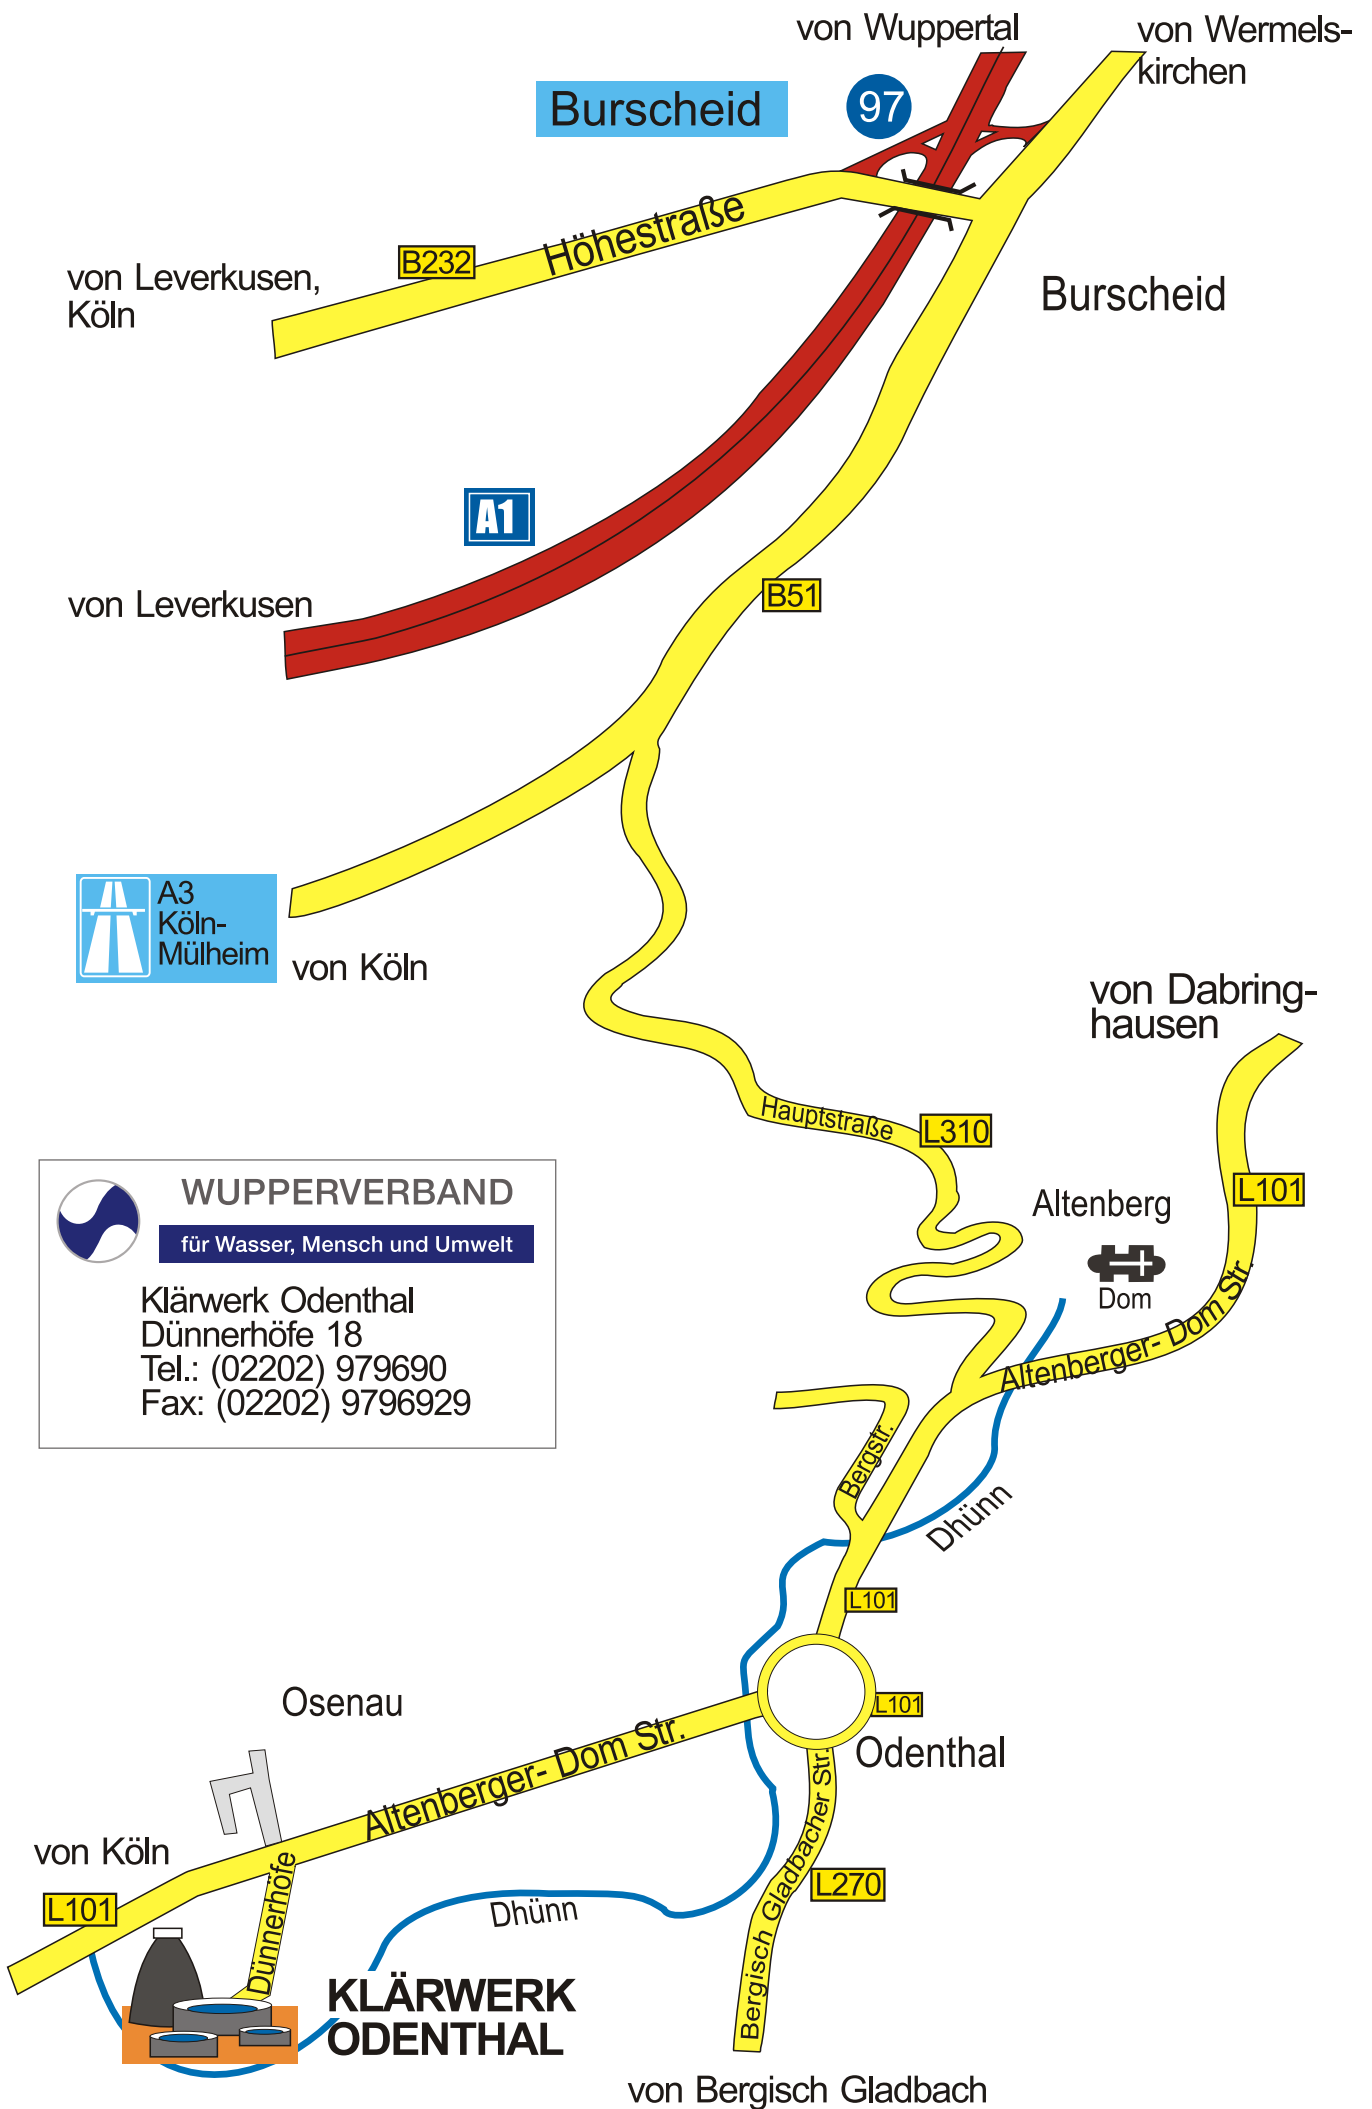 von Wuppertal
von Wermels-
kirchen
Burscheid
97
Höhestraße
B232
von Leverkusen,
Köln
Burscheid
A1
B51
von Leverkusen
A3
Köln-
Mülheim
von Köln
von Dabring-
hausen
Hauptstraße
L310
L101
Altenberg
Dom
WUPPERVERBAND
für Wasser, Mensch und Umwelt
Klärwerk Odenthal
Dünnerhöfe 18
Tel.: (02202) 979690
Fax: (02202) 9796929
Altenberger- Dom Str.
Bergstr.
Dhünn
L101
L101
Osenau
Odenthal
Altenberger- Dom Str.
Bergisch Gladbacher Str.
von Köln
L101
Dünnerhöfe
L270
Dhünn
KLÄRWERK
ODENTHAL
von Bergisch Gladbach